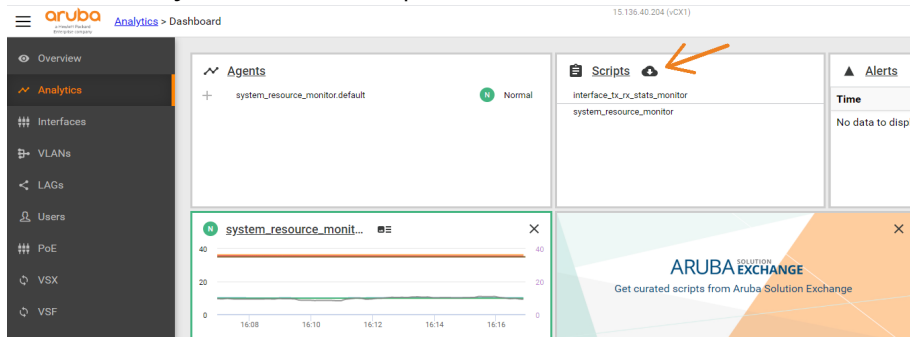 15.136.40.204 (vCX1)
aruba
a Hewlett Packard
Enterprise company
Analytics > Dashboard
Overview
Analytics
Interfaces
VLANs
LAGs
Users
PoE
VSX
VSF
Agents
system_resource_monitor.default
N
Normal
Scripts
interface_tx_rx_stats_monitor
system_resource_monitor
Alerts
Time
No data to disp
N
system_resource_monit...
40
20
0
40
20
0
16:08
16:10
16:12
16:14
16:16
ARUBA SOLUTION EXCHANGE
Get curated scripts from Aruba Solution Exchange